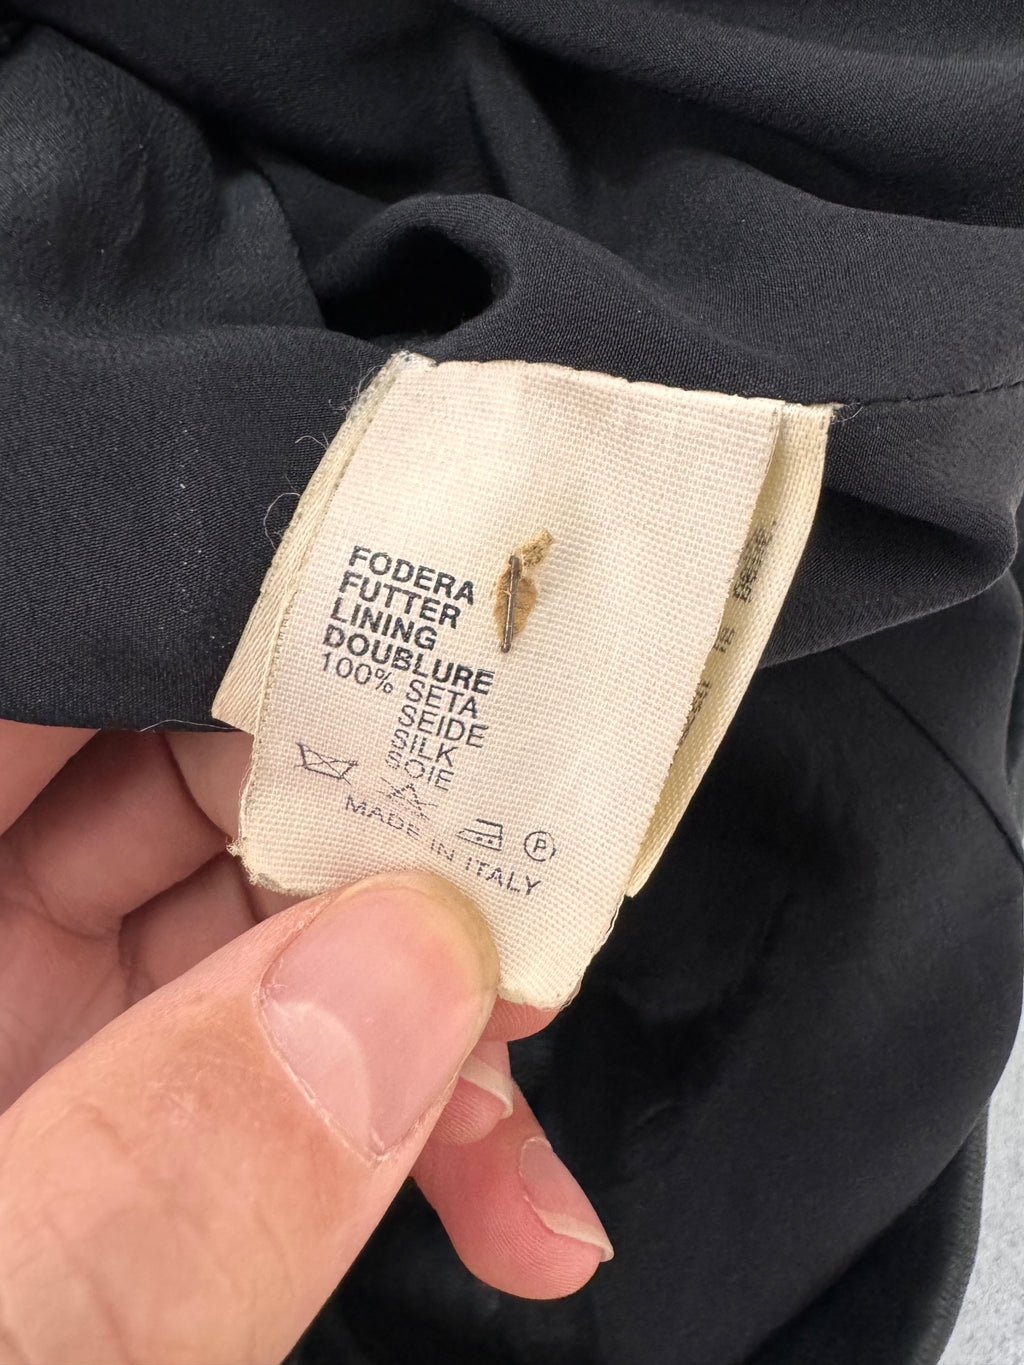 FODERA
FUTTER
LINING
DOUBLURE
100% SETA
SEIDE
SILK
SOIE
P
MADE IN ITALY